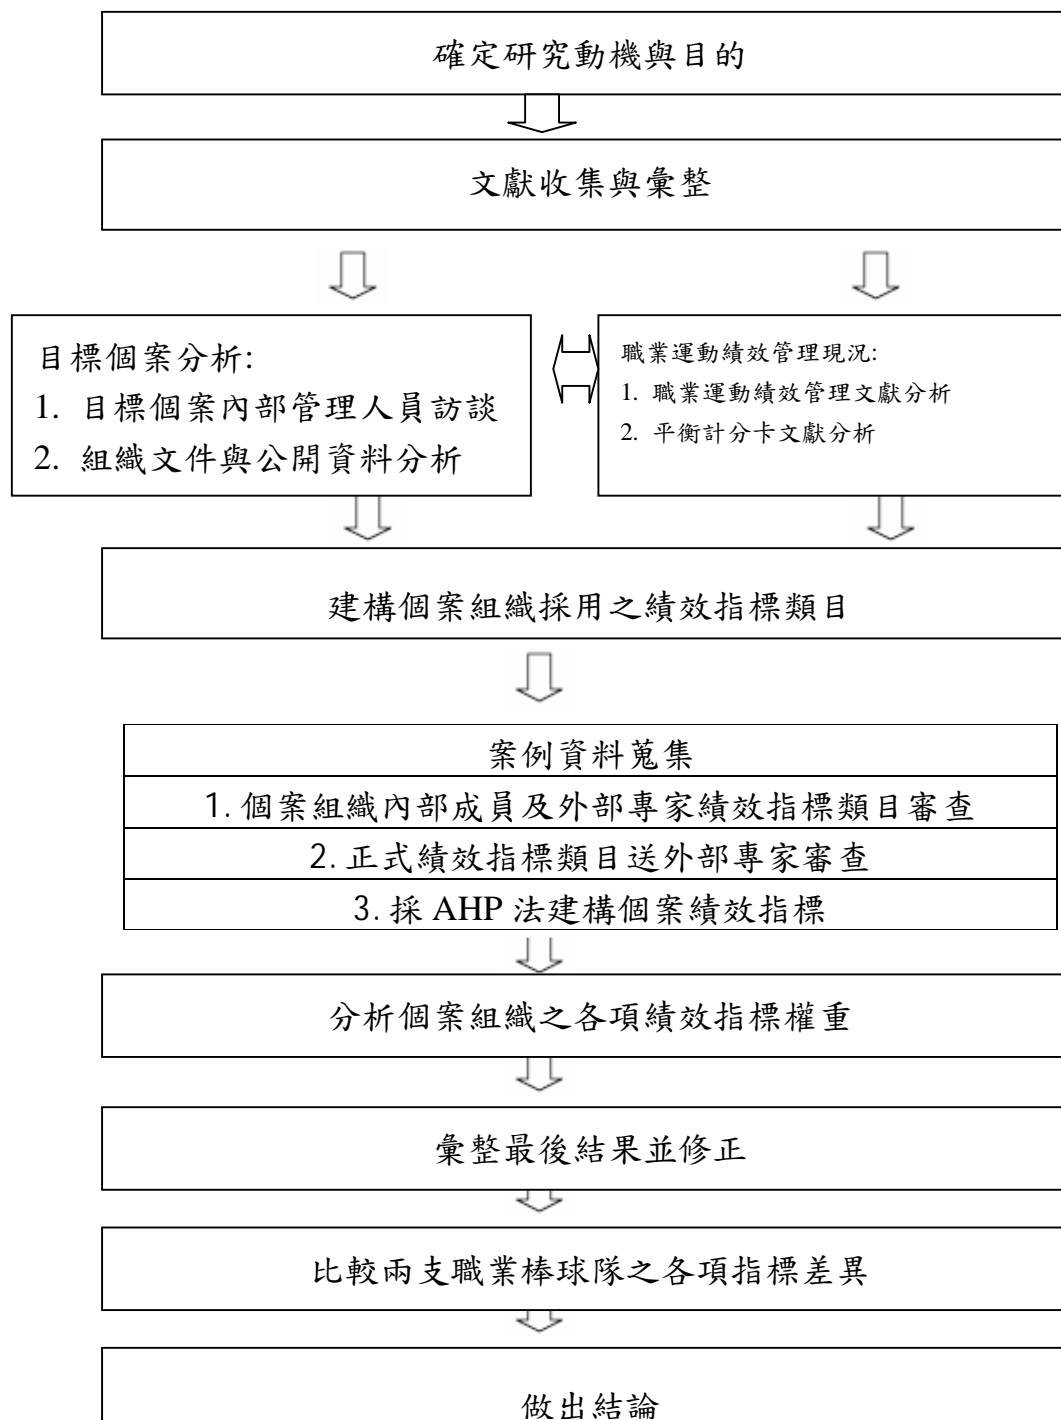 確定研究動機與目的
文獻收集與彙整
目標個案分析:
1. 目標個案內部管理人員訪談
2. 組織文件與公開資料分析
職業運動績效管理現況:
1. 職業運動績效管理文獻分析
2. 平衡計分卡文獻分析
建構個案組織採用之績效指標類目
案例資料蒐集
1.個案組織內部成員及外部專家績效指標類目審查
2.正式績效指標類目送外部專家審查
3.採 AHP 法建構個案績效指標
分析個案組織之各項績效指標權重
彙整最後結果並修正
比較兩支職業棒球隊之各項指標差異
做出結論